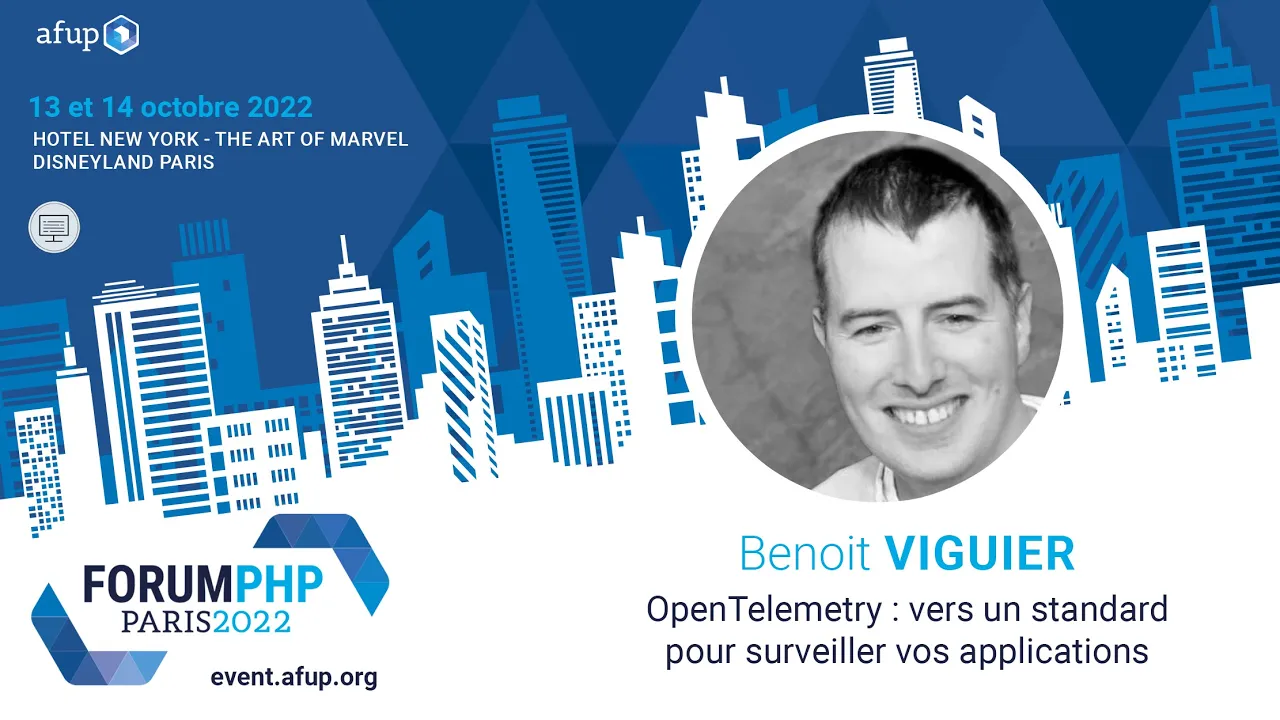 afup
13 et 14 octobre 2022
HOTEL NEW YORK - THE ART OF MARVEL
DISNEYLAND PARIS
FORUMPHP
PARIS2022
event.afup.org
Benoit VIGUIER
OpenTelemetry : vers un standard
pour surveiller vos applications